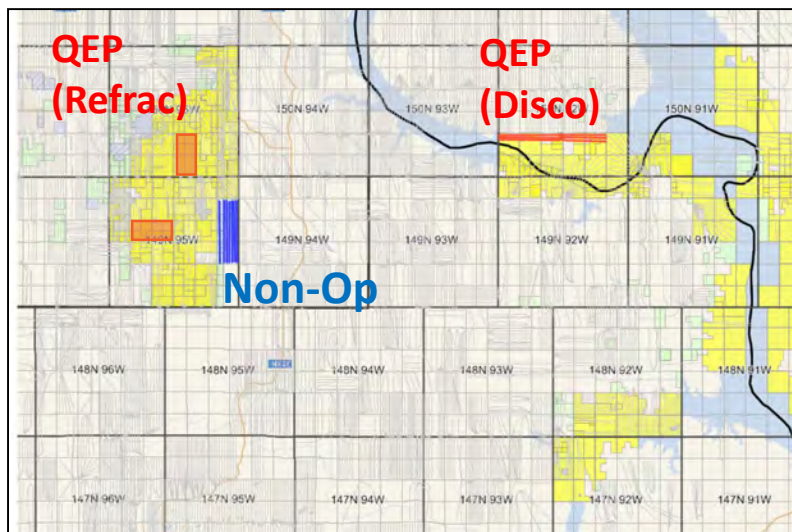 QEP
(Refrac)
QEP
(Disco)
150N 94W
150N 93W
150N 91W
149N 95W
149N 94W
149N 93W
149N 92W
149N 91W
Non-Op
148N 96W
148N 95W
148N 94W
148N 93W
148N 92W
148N 91W
147N 96W
147N 95W
147N 94W
147N 93W
147N 92W
147N 91W